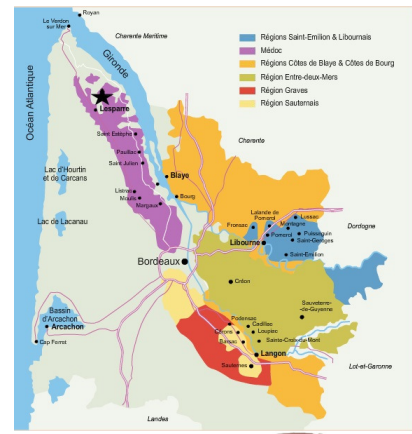 Royan
Le Verdon
sur Mer
Charente Maritime
Gironde
Océan Atlantique
Lesparre
Saint Estèphe
Pauillac
Saint Julien
Listrac
Moulis
Margaux
Blaye
Bourg
Lac d'Hourtin
et de Carcans
Lac de Lacanau
Régions Saint-Emilion & Libournais
Médoc
Régions Côtes de Blaye & Côtes de Bourg
Région Entre-deux-Mers
Région Graves
Région Sauternais
Charente
Lalande de
Pomerol
Lussac
Montagne
Fronsac
Pomerol
Puisseguin
Saint-Georges
Libourne
Saint-Emilion
Dordogne
Bordeaux
Créon
Sauveterre-
de-Guyenne
Bassin
d'Arcachon
Arcachon
Cap Ferret
Podensac
Cadillac
Cérons
Loupiac
Barsac
Sainte-Croix-du-Mont
Langon
Sauternes
Lot-et-Garonne
Landes